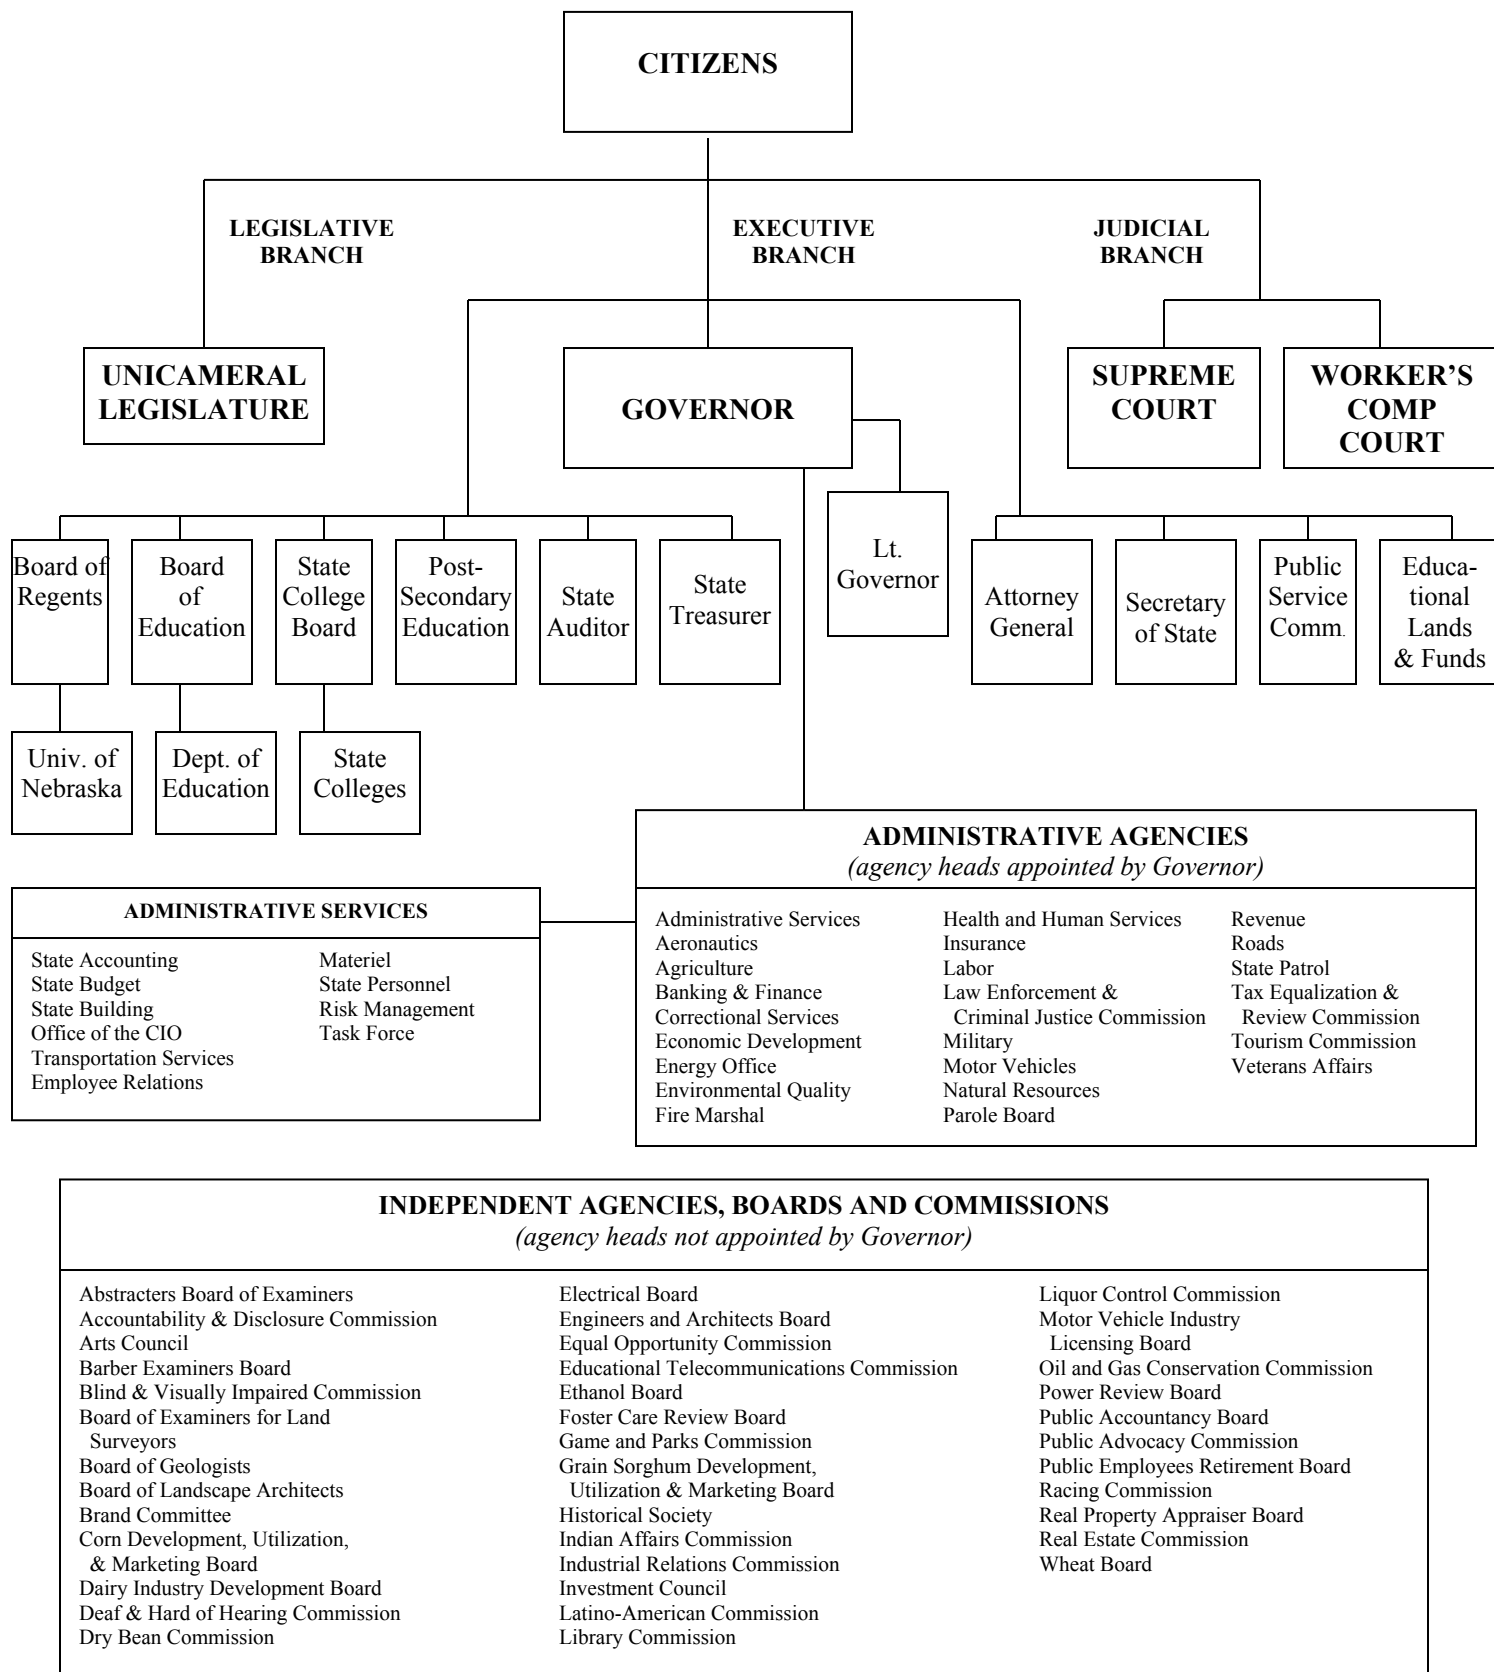 CITIZENS
LEGISLATIVE
BRANCH
EXECUTIVE
BRANCH
JUDICIAL
BRANCH
UNICAMERAL
LEGISLATURE
GOVERNOR
SUPREME
COURT
WORKER’S
COMP
COURT
Board of
Regents
Board
of
Education
State
College
Board
Post-
Secondary
Education
State
Auditor
State
Treasurer
Lt.
Governor
Attorney
General
Secretary
of State
Public
Service
Comm.
Educa-
tional
Lands
& Funds
Univ. of
Nebraska
Dept. of
Education
State
Colleges
ADMINISTRATIVE AGENCIES
(agency heads appointed by Governor)
Administrative Services
Aeronautics
Agriculture
Banking & Finance
Correctional Services
Economic Development
Energy Office
Environmental Quality
Fire Marshal
Health and Human Services
Insurance
Labor
Law Enforcement &
Criminal Justice Commission
Military
Motor Vehicles
Natural Resources
Parole Board
Revenue
Roads
State Patrol
Tax Equalization &
Review Commission
Tourism Commission
Veterans Affairs
ADMINISTRATIVE SERVICES
State Accounting
State Budget
State Building
Office of the CIO
Transportation Services
Employee Relations
Materiel
State Personnel
Risk Management
Task Force
INDEPENDENT AGENCIES, BOARDS AND COMMISSIONS
(agency heads not appointed by Governor)
Abstracters Board of Examiners
Accountability & Disclosure Commission
Arts Council
Barber Examiners Board
Blind & Visually Impaired Commission
Board of Examiners for Land
Surveyors
Board of Geologists
Board of Landscape Architects
Brand Committee
Corn Development, Utilization,
& Marketing Board
Dairy Industry Development Board
Deaf & Hard of Hearing Commission
Dry Bean Commission
Electrical Board
Engineers and Architects Board
Equal Opportunity Commission
Educational Telecommunications Commission
Ethanol Board
Foster Care Review Board
Game and Parks Commission
Grain Sorghum Development,
Utilization & Marketing Board
Historical Society
Indian Affairs Commission
Industrial Relations Commission
Investment Council
Latino-American Commission
Library Commission
Liquor Control Commission
Motor Vehicle Industry
Licensing Board
Oil and Gas Conservation Commission
Power Review Board
Public Accountancy Board
Public Advocacy Commission
Public Employees Retirement Board
Racing Commission
Real Property Appraiser Board
Real Estate Commission
Wheat Board